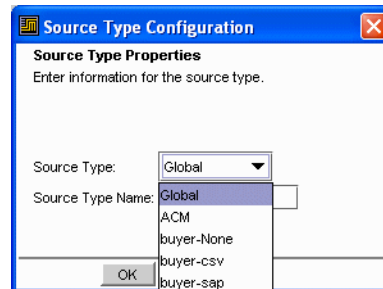 Source Type Configuration
Source Type Properties
Enter information for the source type.
Source Type: Global
Source Type Name: Global
ACM
buyer-None
buyer-csv
OK buyer-sap